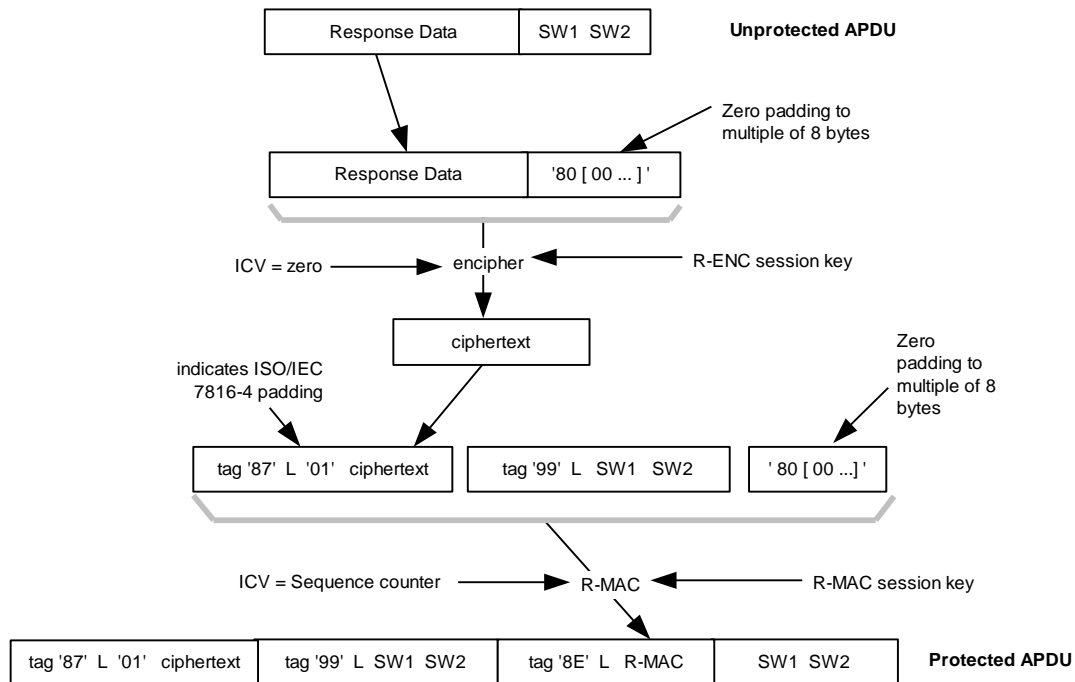 Response Data
SW1 SW2
Unprotected APDU
Zero padding to
multiple of 8 bytes
Response Data
'80 [ 00 ... ] '
ICV = zero
encipher
R-ENC session key
ciphertext
indicates ISO/IEC
7816-4 padding
Zero
padding to
multiple of 8
bytes
tag '87' L '01' ciphertext
tag '99' L SW1 SW2
' 80 [ 00 ...] '
ICV = Sequence counter
R-MAC
R-MAC session key
tag '87' L '01' ciphertext
tag '99' L SW1 SW2
tag '8E' L R-MAC
SW1 SW2
Protected APDU